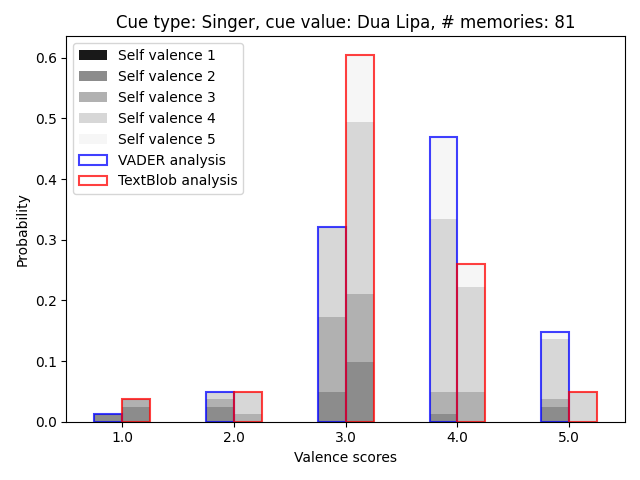 Cue type: Singer, cue value: Dua Lipa, # memories: 81
Self valence 1
Self valence 2
Self valence 3
Self valence 4
Self valence 5
VADER analysis
TextBlob analysis
Probability
0.6
0.5
0.4
0.3
0.2
0.1
0.0
1.0 2.0 3.0 4.0 5.0
Valence scores